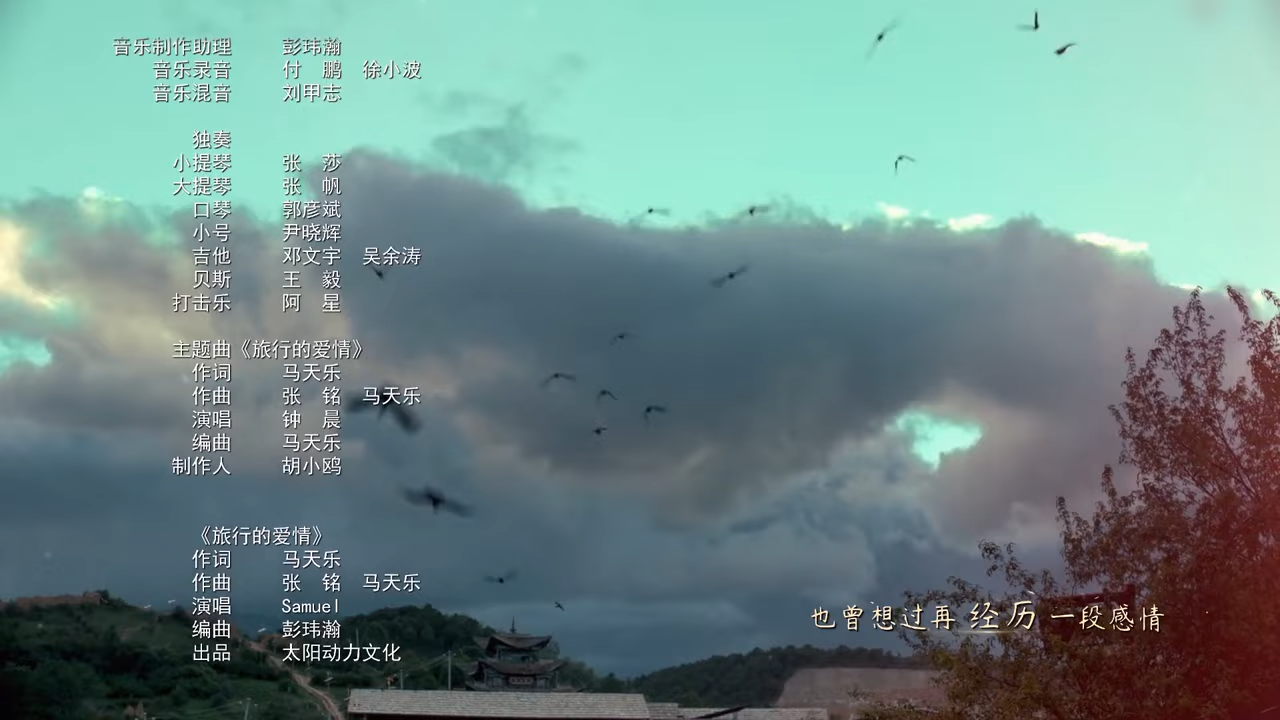 音乐制作助理 彭玮瀚
音乐录音 付 鹏 徐小波
音乐混音 刘甲志
独奏
小提琴 张 莎
大提琴 张 帆
口琴 郭彦斌
小号 尹晓辉
吉他 邓文宇 吴余涛
贝斯 王 毅
打击乐 阿 星
主题曲《旅行的爱情》
作词 马天乐
作曲 张 铭 马天乐
演唱 钟 晨
编曲 马天乐
制作人 胡小鸥
《旅行的爱情》
作词 马天乐
作曲 张 铭 马天乐
演唱 Samuel
编曲 彭玮瀚
出品 太阳动力文化
也曾想过再 经历 一段感情